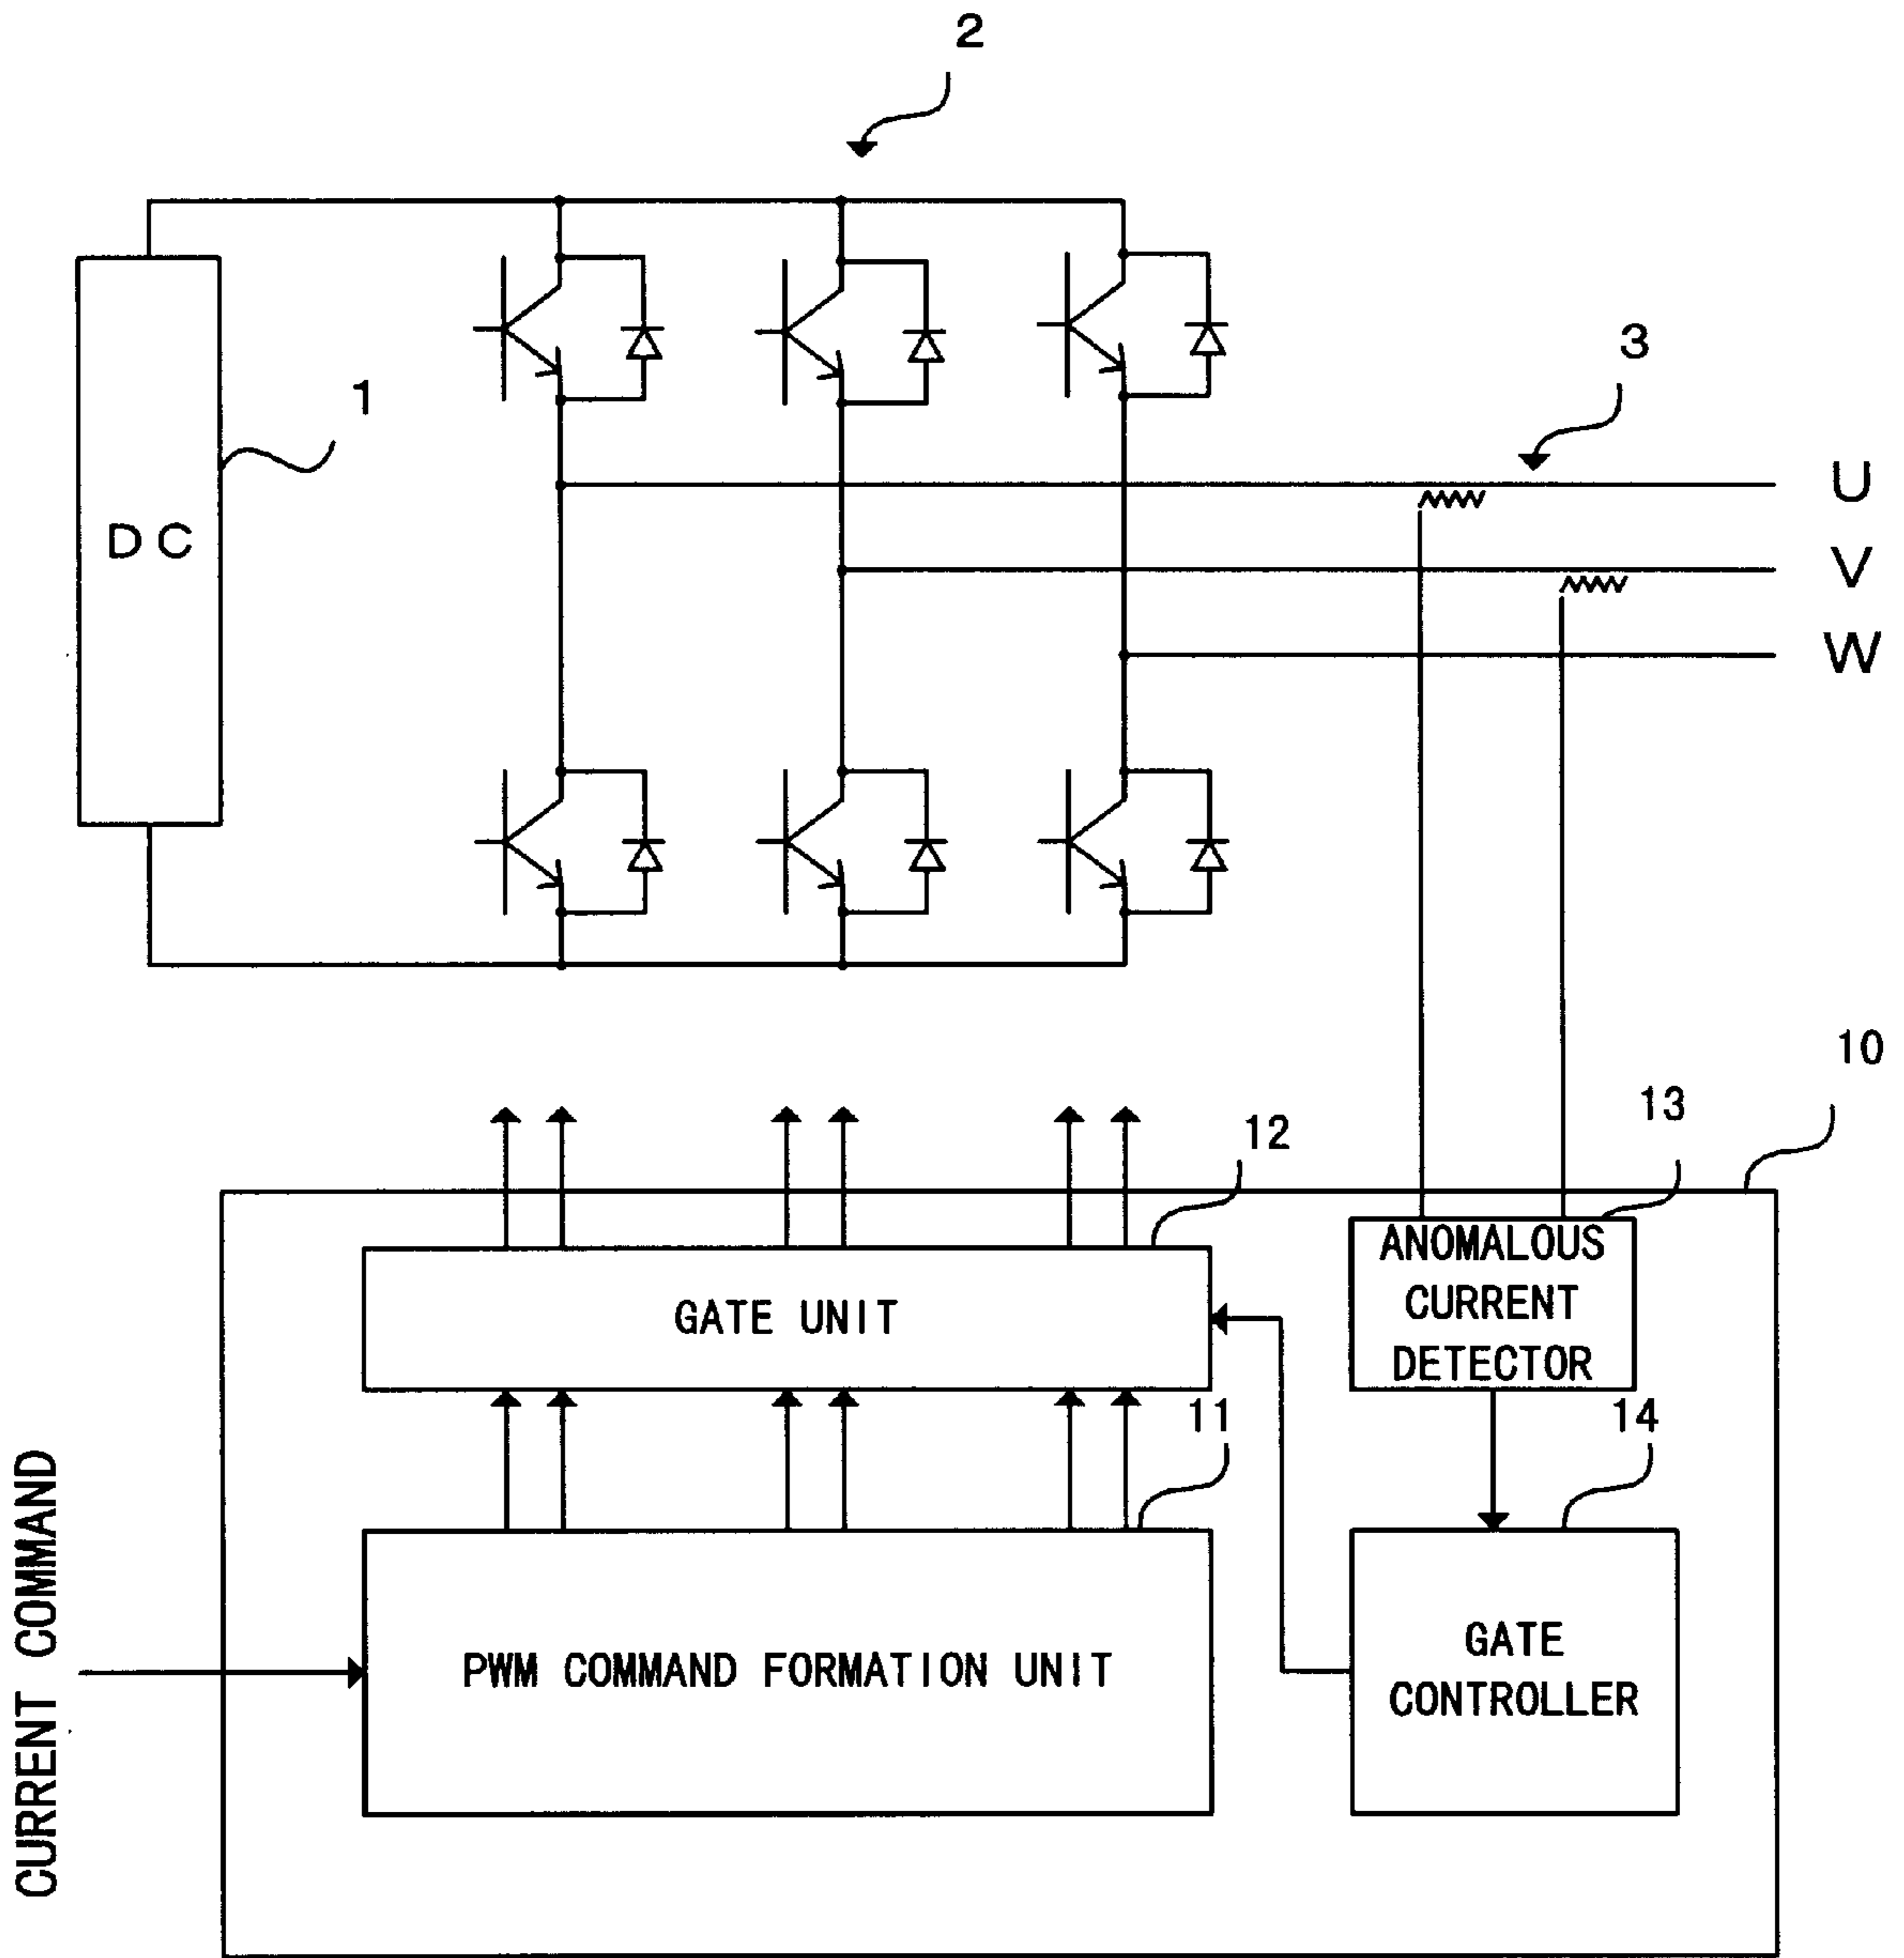 2
1
3
DC
U
V
W
10
13
12
ANOMALOUS
CURRENT
DETECTOR
GATE UNIT
11
14
CURRENT COMMAND
PWM COMMAND FORMATION UNIT
GATE
CONTROLLER